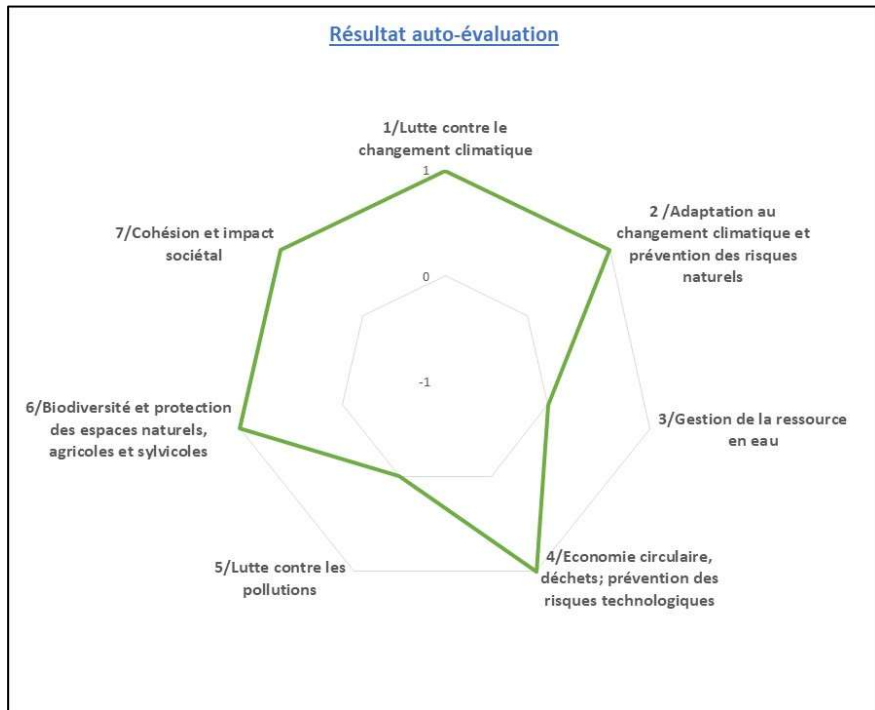 Résultat auto-évaluation
1/Lutte contre le
changement climatique
1
2 /Adaptation au
changement climatique et
prévention des risques
naturels
7/Cohésion et impact
sociétal
0
-1
6/Biodiversité et protection
des espaces naturels,
agricoles et sylvicoles
3/Gestion de la ressource
en eau
5/Lutte contre les
pollutions
4/Economie circulaire,
déchets; prévention des
risques technologiques